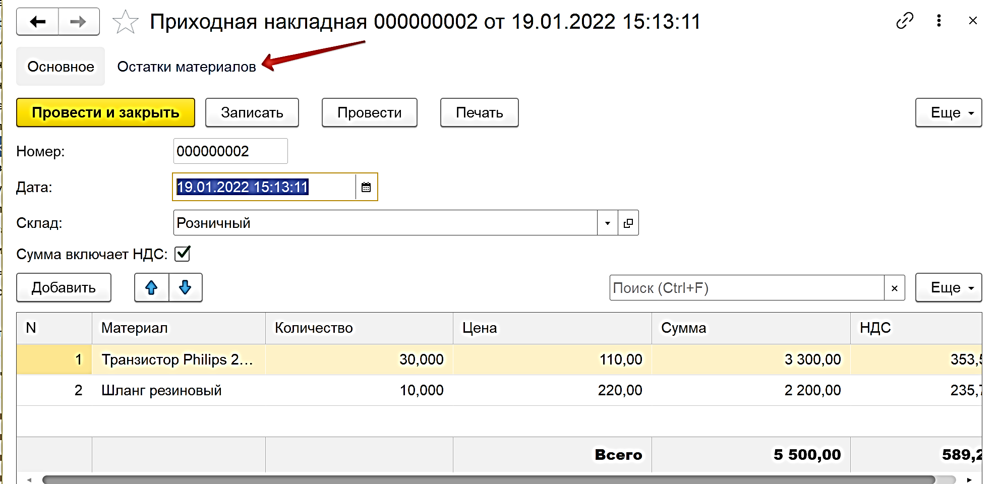 Приходная накладная 000000002 от 19.01.2022 15:13:11
Основное Остатки материалов
Провести и закрыть Записать Провести Печать Еще
Номер: 000000002
Дата: 19.01.2022 15:13:11
Склад: Розничный
Сумма включает НДС:
Добавить Поиск (Ctrl+F) Еще
N Материал Количество Цена Сумма НДС
1 Транзистор Philips 2… 30,000 110,00 3 300,00 353,5
2 Шланг резиновый 10,000 220,00 2 200,00 235,7
Всего 5 500,00 589,2